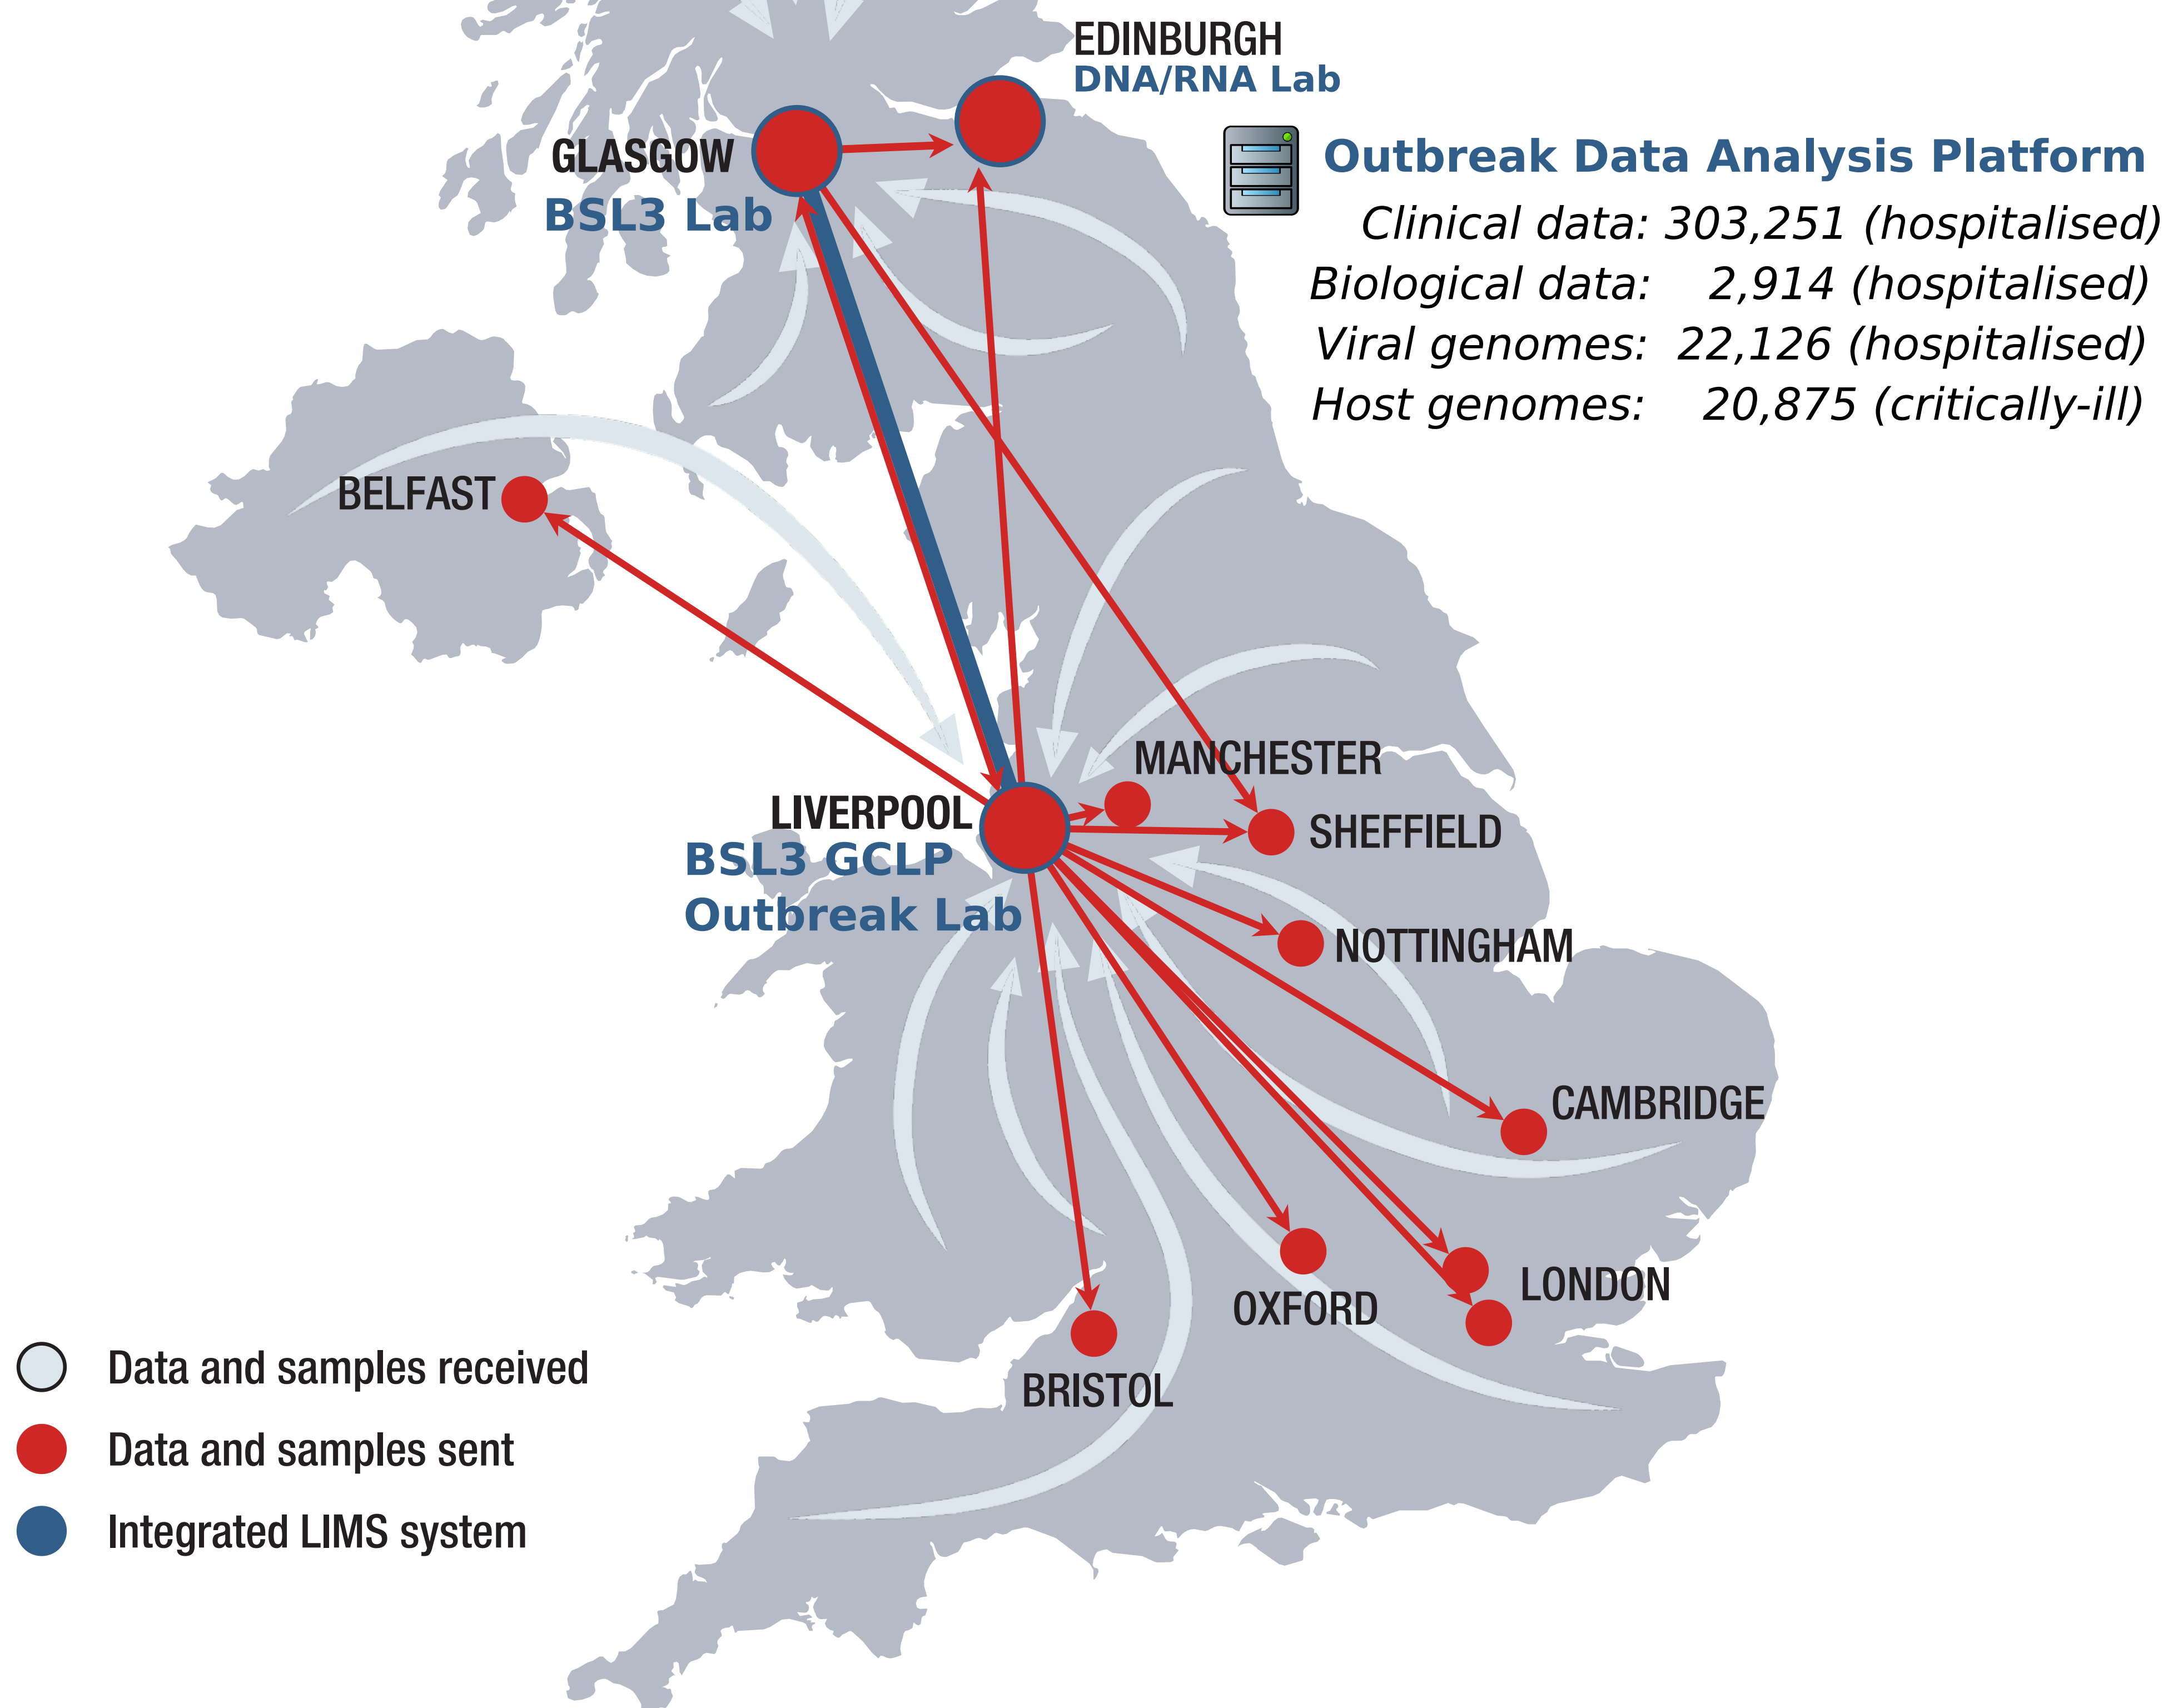 EDINBURGH
DNA/RNA Lab
GLASGOW
BSL3 Lab
Outbreak Data Analysis Platform
Clinical data: 303,251 (hospitalised)
Biological data: 2,914 (hospitalised)
Viral genomes: 22,126 (hospitalised)
Host genomes: 20,875 (critically-ill)
BELFAST
MANCHESTER
LIVERPOOL
BSL3 GCLP
Outbreak Lab
SHEFFIELD
NOTTINGHAM
CAMBRIDGE
LONDON
OXFORD
BRISTOL
Data and samples received
Data and samples sent
Integrated LIMS system